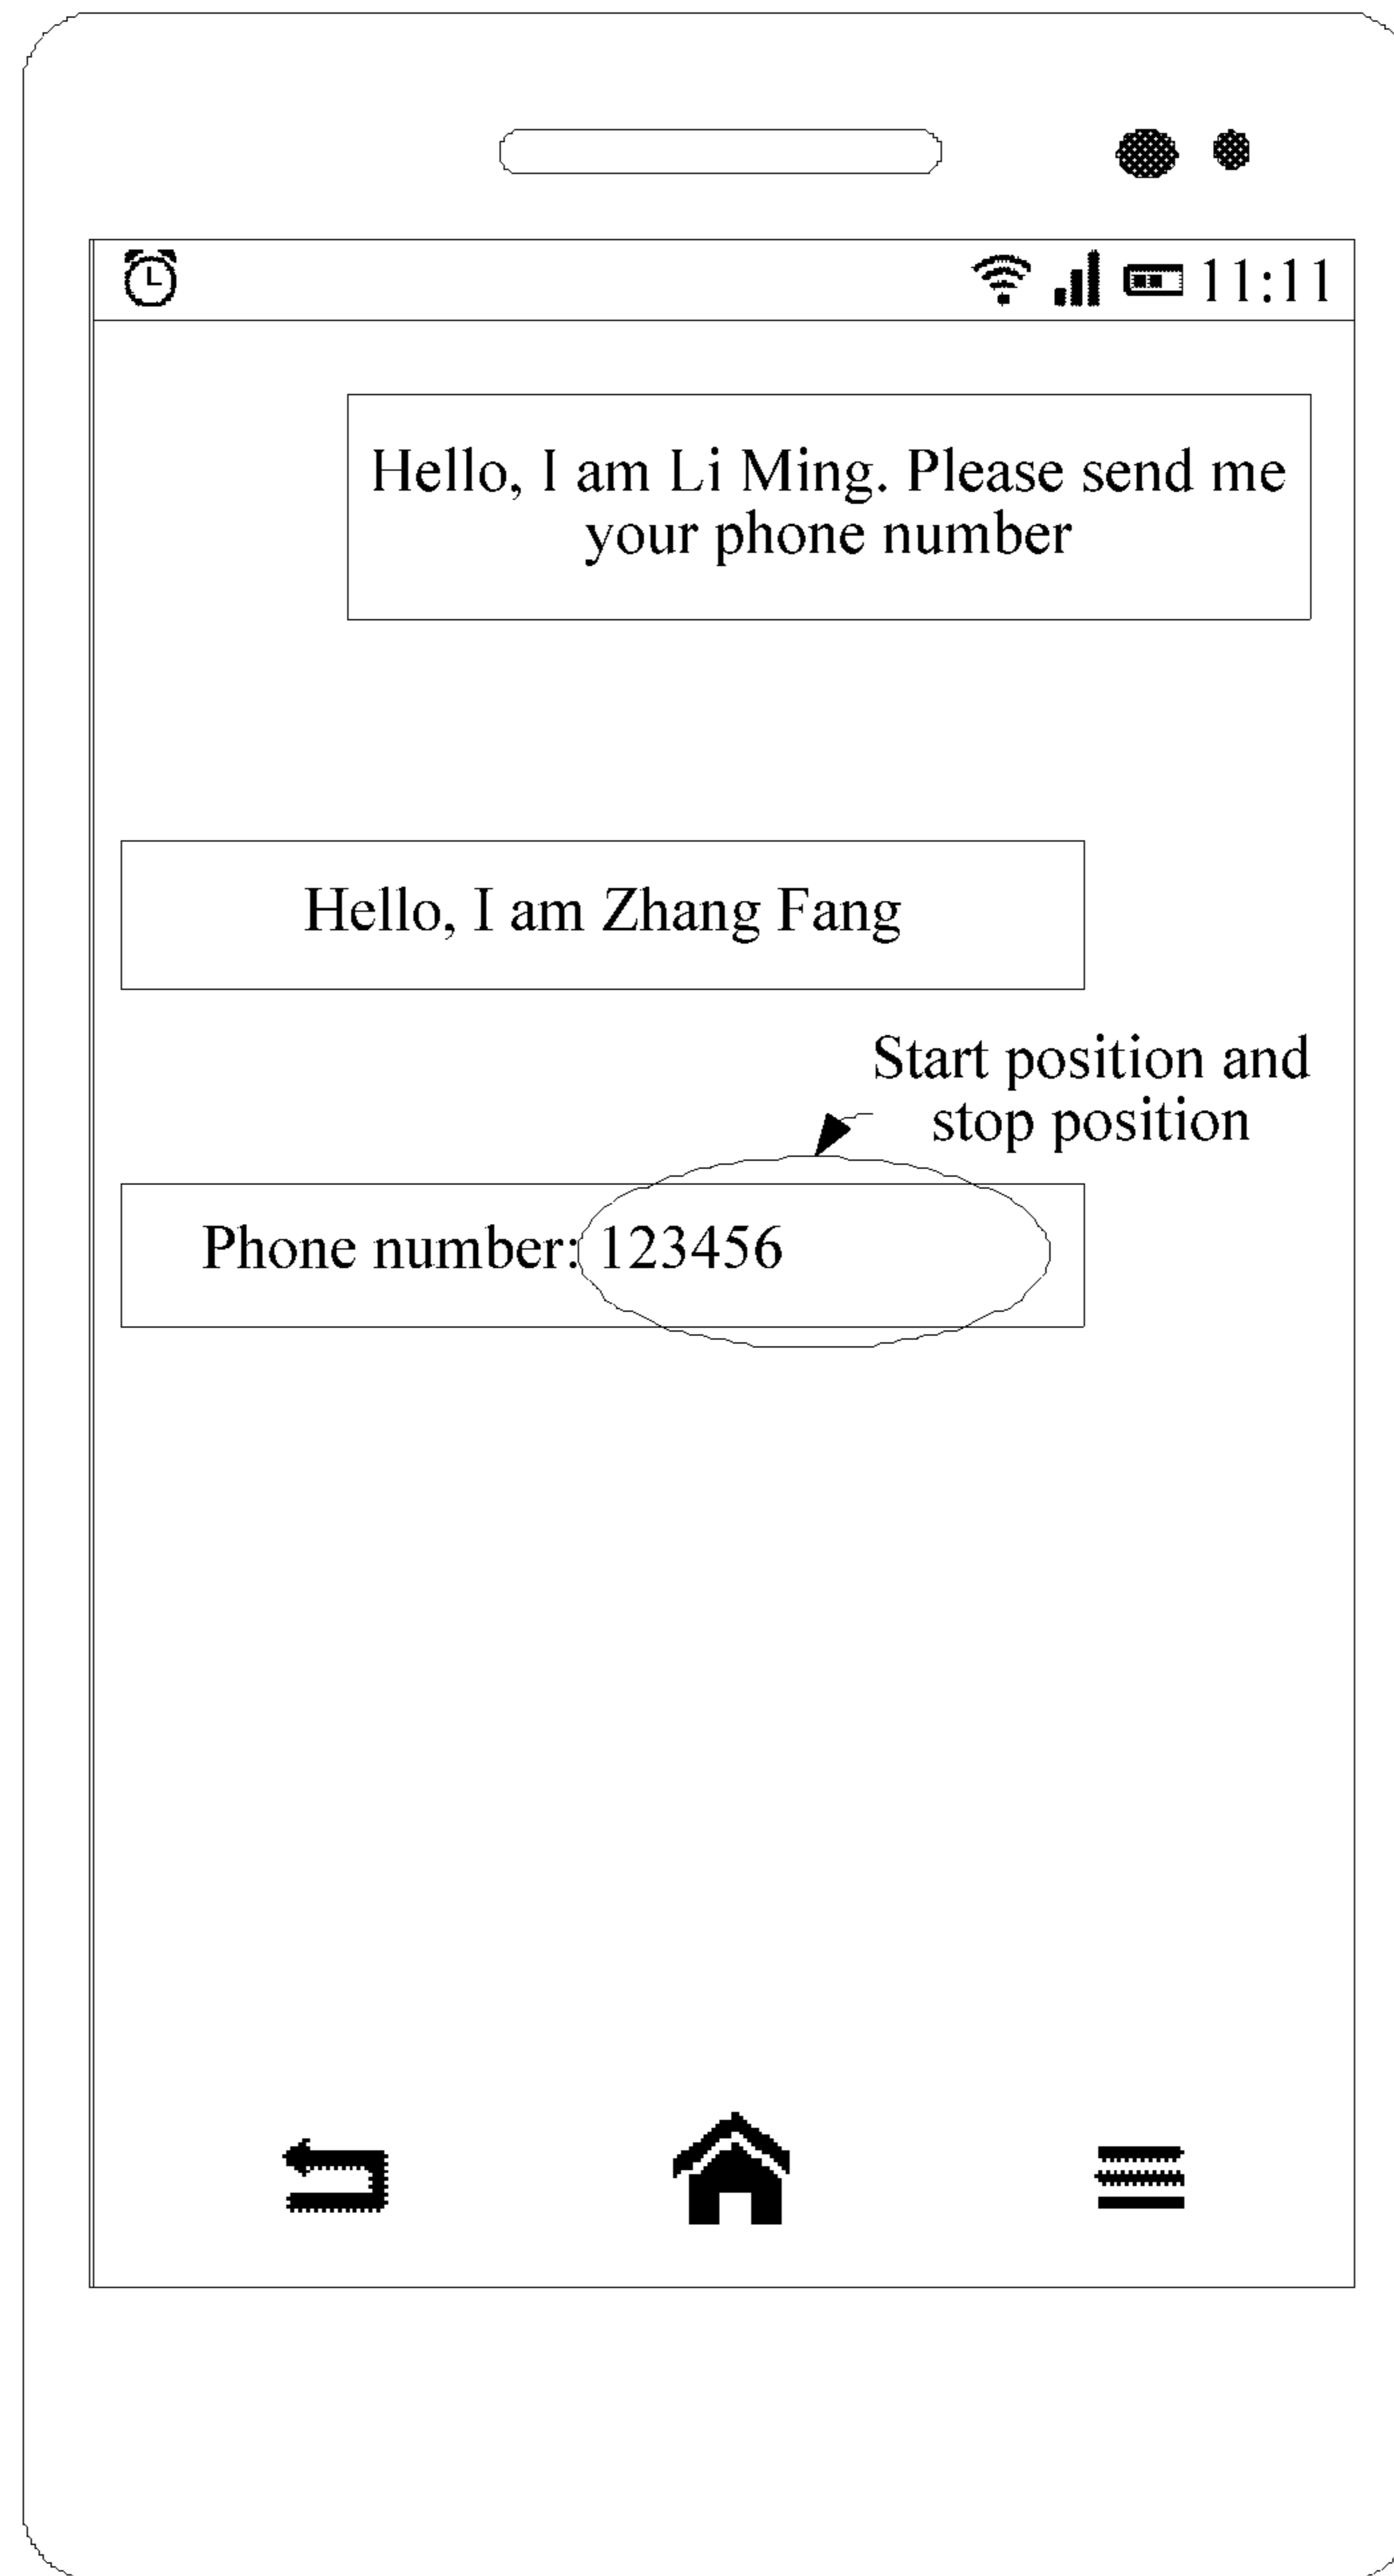 11:11
Hello, I am Li Ming. Please send me
your phone number
Hello, I am Zhang Fang
Start position and
stop position
Phone number: 123456